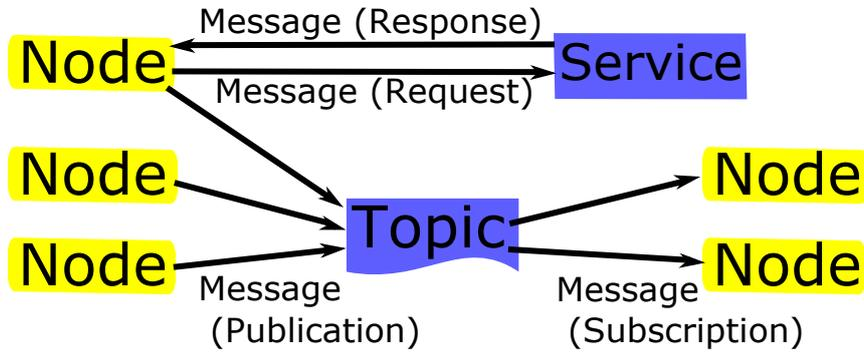 Message (Response)
Node
Service
Message (Request)
Node
Node
Topic
Node
Node
Message
(Publication)
Message
(Subscription)